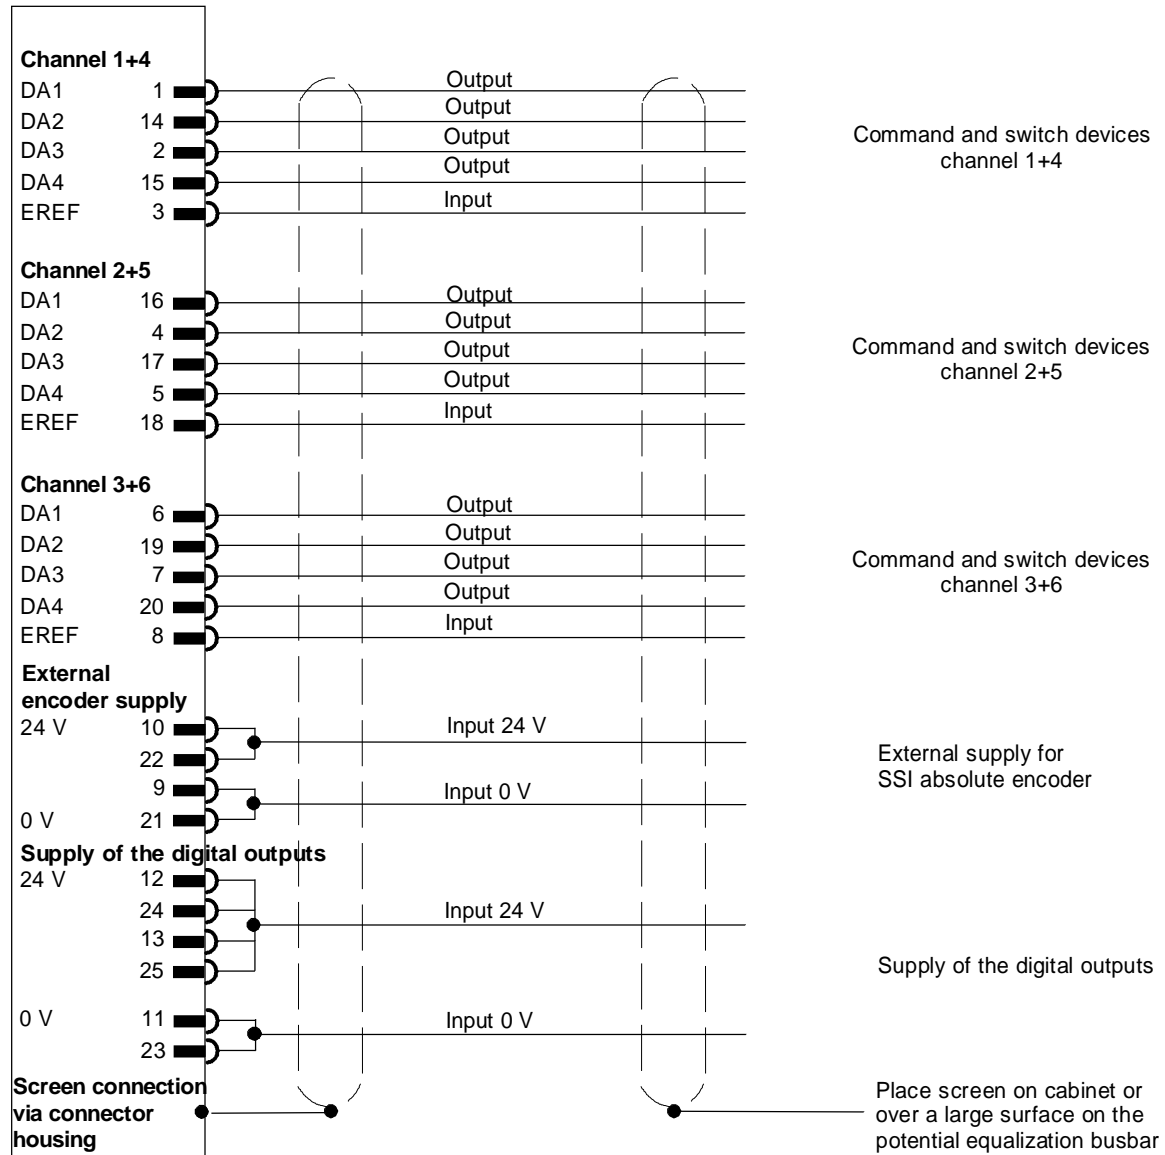 Channel 1+4
DA1 1 Output
DA2 14 Output
DA3 2 Output
DA4 15 Output
EREF 3 Input
Command and switch devices
channel 1+4
Channel 2+5
DA1 16 Output
DA2 4 Output
DA3 17 Output
DA4 5 Output
EREF 18 Input
Command and switch devices
channel 2+5
Channel 3+6
DA1 6 Output
DA2 19 Output
DA3 7 Output
DA4 20 Output
EREF 8 Input
Command and switch devices
channel 3+6
External
encoder supply
24 V 10 Input 24 V
22
9 Input 0 V
0 V 21
External supply for
SSI absolute encoder
Supply of the digital outputs
24 V 12
24 Input 24 V
13
25
Supply of the digital outputs
0 V 11 Input 0 V
23
Screen connection
via connector
housing
Place screen on cabinet or
over a large surface on the
potential equalization busbar